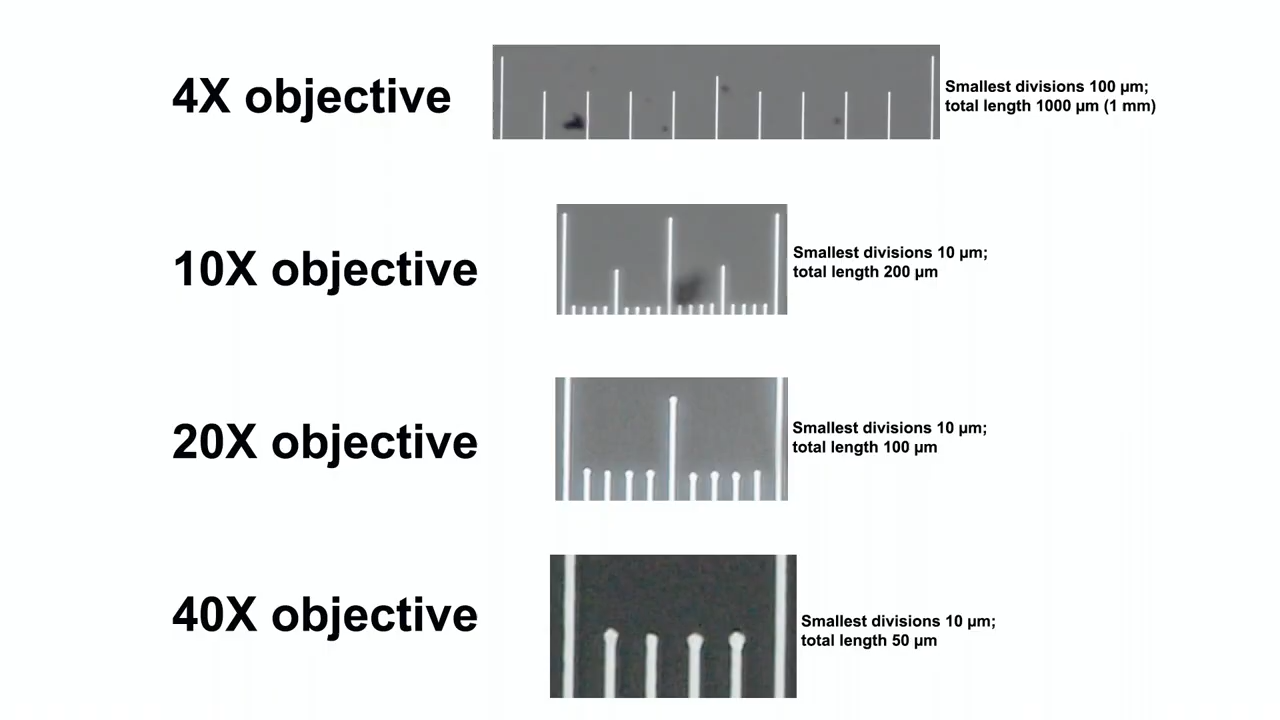 4X objective
Smallest divisions 100 µm;
total length 1000 µm (1 mm)
10X objective
Smallest divisions 10 µm;
total length 200 µm
20X objective
Smallest divisions 10 µm;
total length 100 µm
40X objective
Smallest divisions 10 µm;
total length 50 µm